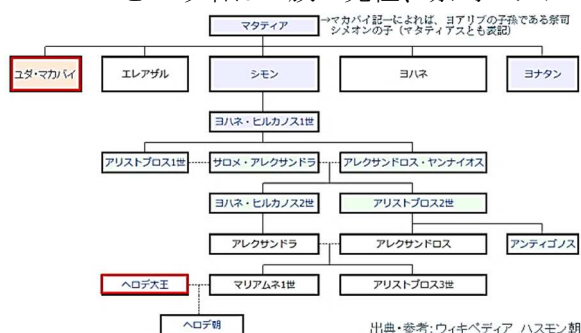 マタティア
→マカバイ記一によれば、ヨアリブの子孫である祭司
シメオンの子（マタティアスとも表記）
ユダ・マカバイ
エレアザル
シモン
ヨハネ
ヨナタン
ヨハネ・ヒルカノス1世
アリストブロス1世
サロメ・アレクサンドラ
アレクサンドロス・ヤンナイオス
ヨハネ・ヒルカノス2世
アリストブロス2世
アレクサンドラ
アレクサンドロス
アンティゴノス
ヘロデ大王
マリアムネ1世
アリストブロス3世
ヘロデ朝
出典・参考: ウィキペディア ハスモン朝